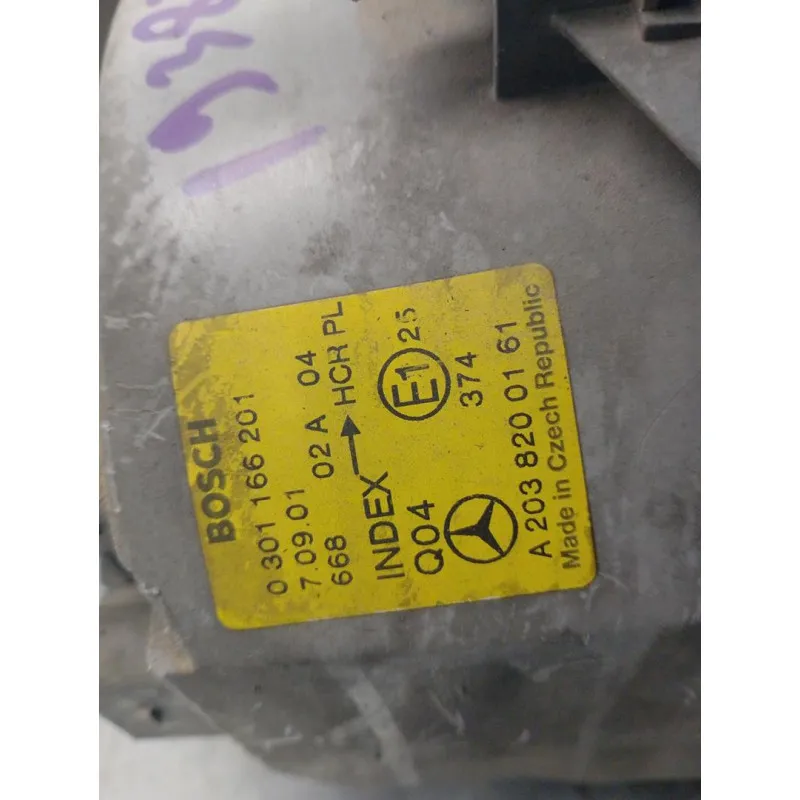 938
BOSCH
0 301 166 201
7.09.01
668 02 A 04
INDEX → HCR PL
Q04 E1 25
374
A 203 820 01 61
Made in Czech Republic